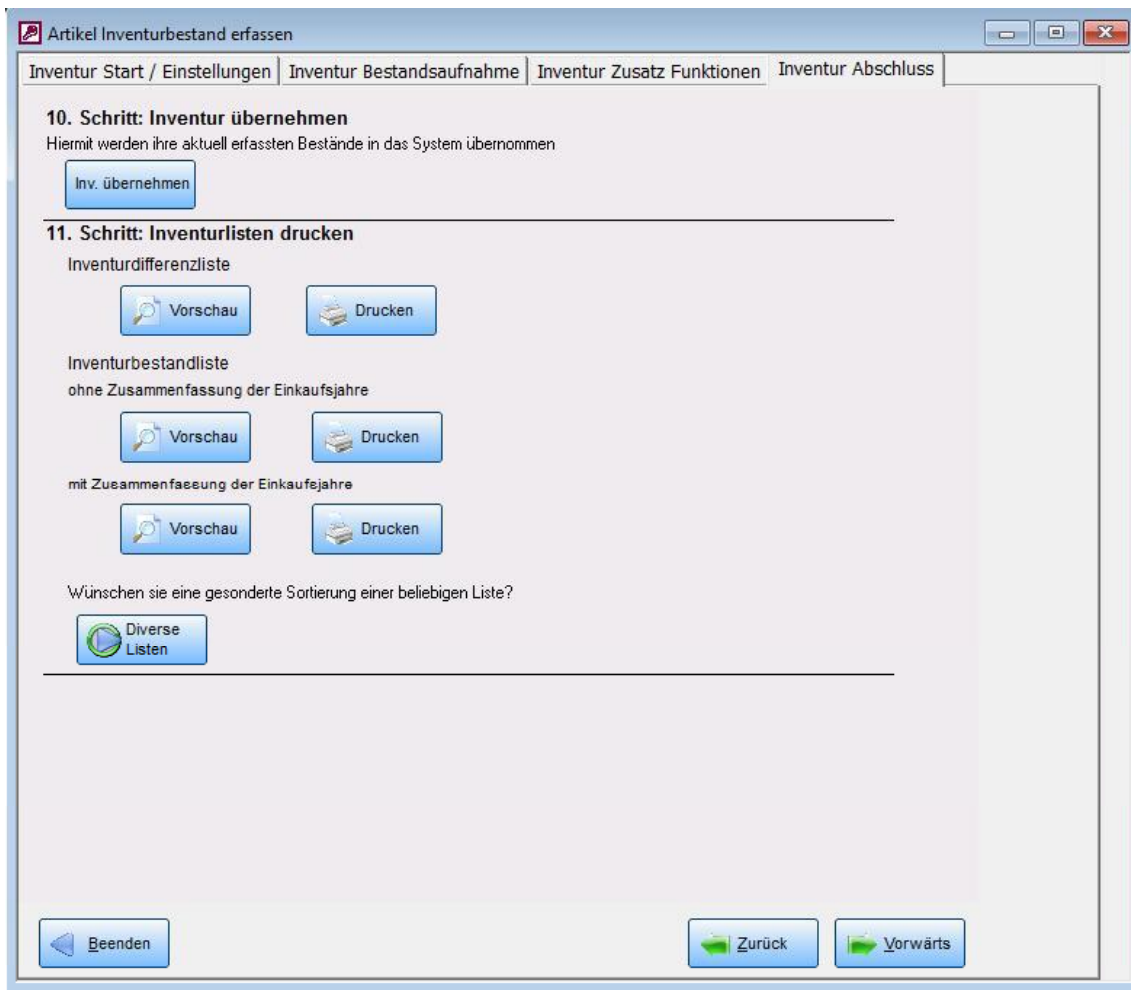 Artikel Inventurbestand erfassen
Inventur Start / Einstellungen Inventur Bestandsaufnahme Inventur Zusatz Funktionen Inventur Abschluss
10. Schritt: Inventur übernehmen
Hiermit werden ihre aktuell erfassten Bestände in das System übernommen
Inv. übernehmen
11. Schritt: Inventurlisten drucken
Inventurdifferenzliste
Vorschau Drucken
Inventurbestandliste
ohne Zusammenfassung der Einkaufsjahre
Vorschau Drucken
mit Zusammenfassung der Einkaufsjahre
Vorschau Drucken
Wünschen sie eine gesonderte Sortierung einer beliebigen Liste?
Diverse
Listen
Beenden Zurück Vorwärts